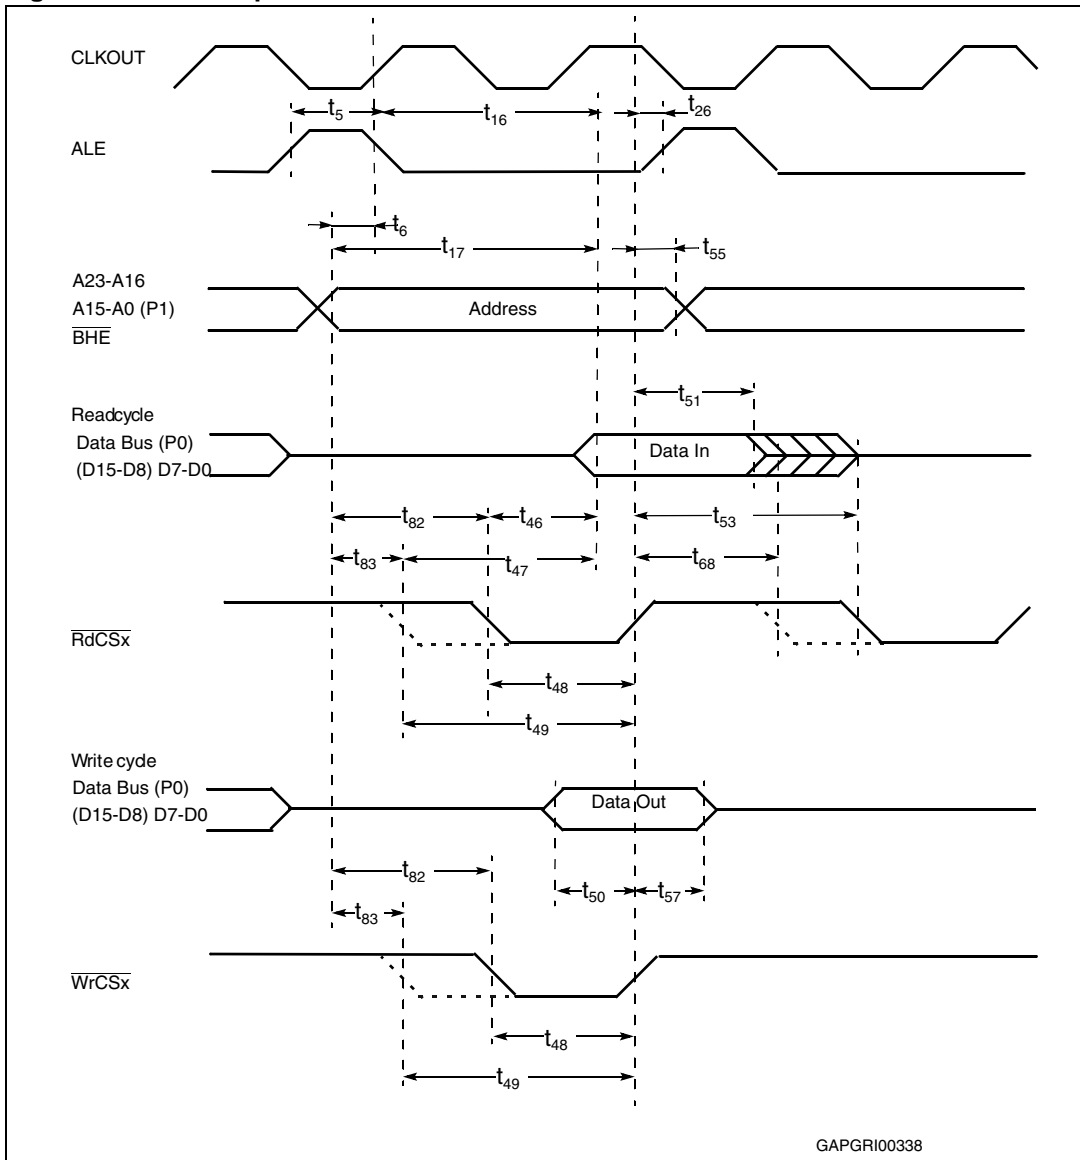 CLKOUT
t5
t16
t26
ALE
t6
t17
t55
A23-A16
A15-A0 (P1)
Address
BHE
t51
Readcycle
Data Bus (P0)
Data In
(D15-D8) D7-D0
t82
t46
t53
t83
t47
t68
RdCSx
t48
t49
Write cycle
Data Bus (P0)
Data Out
(D15-D8) D7-D0
t82
t50
t57
t83
WrCSx
t48
t49
GAPGRI00338